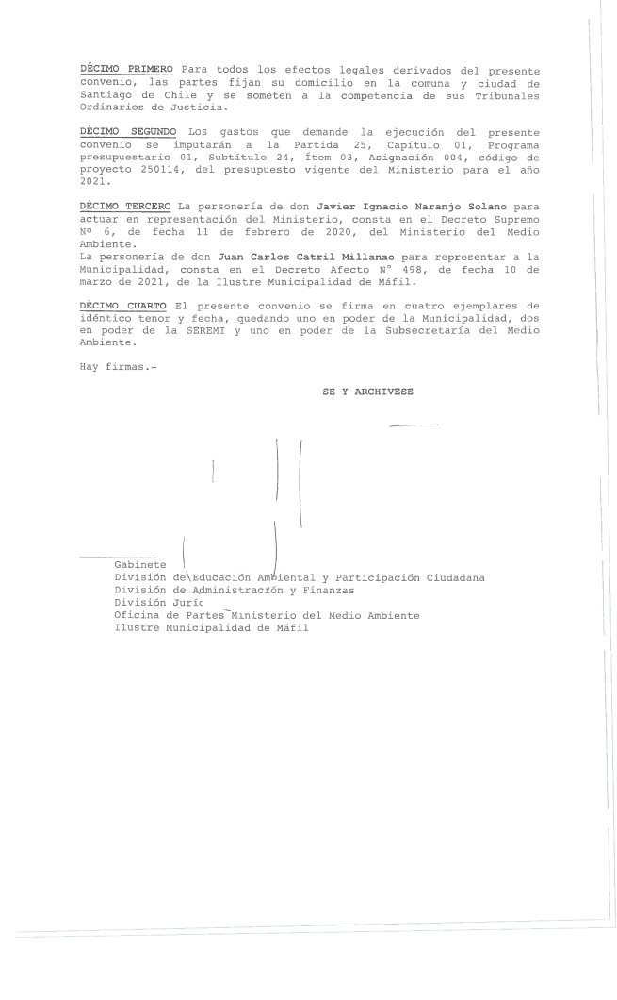 DÉCIMO PRIMERO Para todos los efectos legales derivados del presente
convenio, las partes fijan su domicilio en la comuna y ciudad de
Santiago de Chile y se someten a la competencia de sus Tribunales
Ordinarios de Justicia.
DÉCIMO SEGUNDO Los gastos que demande la ejecución del presente
convenio se imputarán a la Partida 25, Capítulo 01, Programa
presupuestario 01, Subtítulo 24, Ítem 03, Asignación 004, código de
proyecto 250114, del presupuesto vigente del Ministerio para el año
2021.
DÉCIMO TERCERO La personería de don Javier Ignacio Naranjo Solano para
actuar en representación del Ministerio, consta en el Decreto Supremo
Nº 6, de fecha 11 de febrero de 2020, del Ministerio del Medio
Ambiente.
La personería de don Juan Carlos Catril Millanao para representar a la
Municipalidad, consta en el Decreto Afecto N° 498, de fecha 10 de
marzo de 2021, de la Ilustre Municipalidad de Máfil.
DÉCIMO CUARTO El presente convenio se firma en cuatro ejemplares de
idéntico tenor y fecha, quedando uno en poder de la Municipalidad, dos
en poder de la SEREMI y uno en poder de la Subsecretaría del Medio
Ambiente.
Hay firmas.-
SE Y ARCHIVESE
Gabinete
División de Educación Ambiental y Participación Ciudadana
División de Administración y Finanzas
División Juríc
Oficina de Partes Ministerio del Medio Ambiente
Ilustre Municipalidad de Máfil